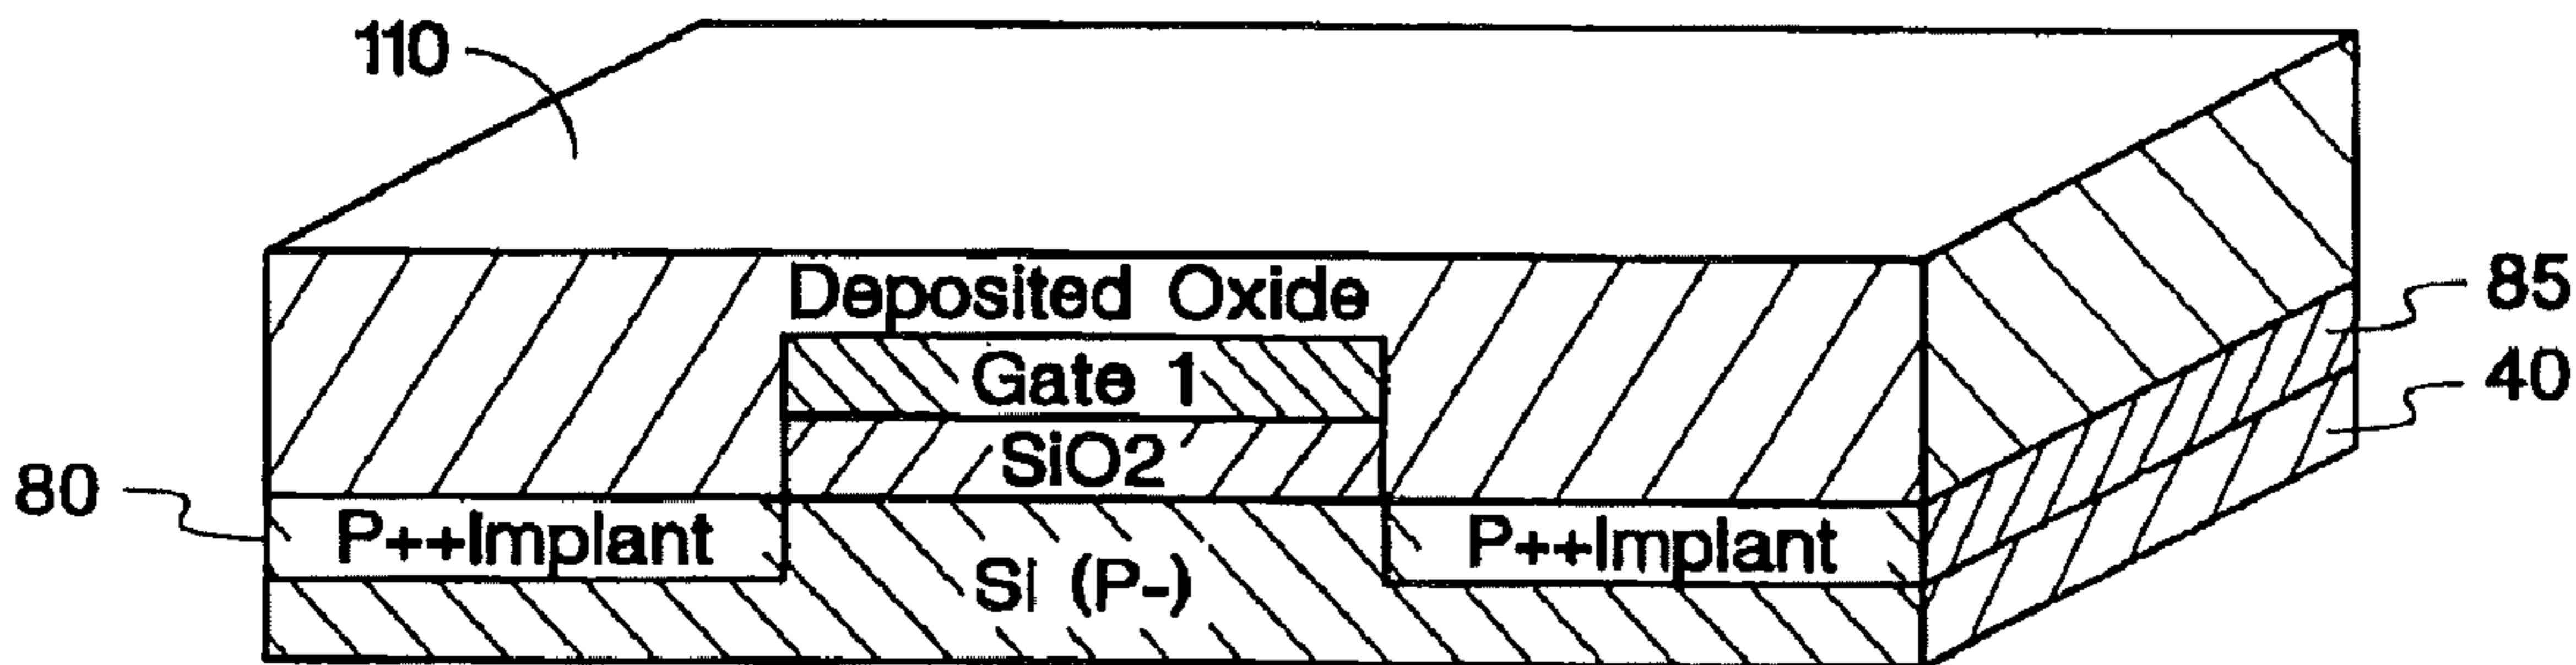 110
Deposited Oxide
85
Gate 1
40
SiO2
80
P++Implant
P++Implant
Si (P-)